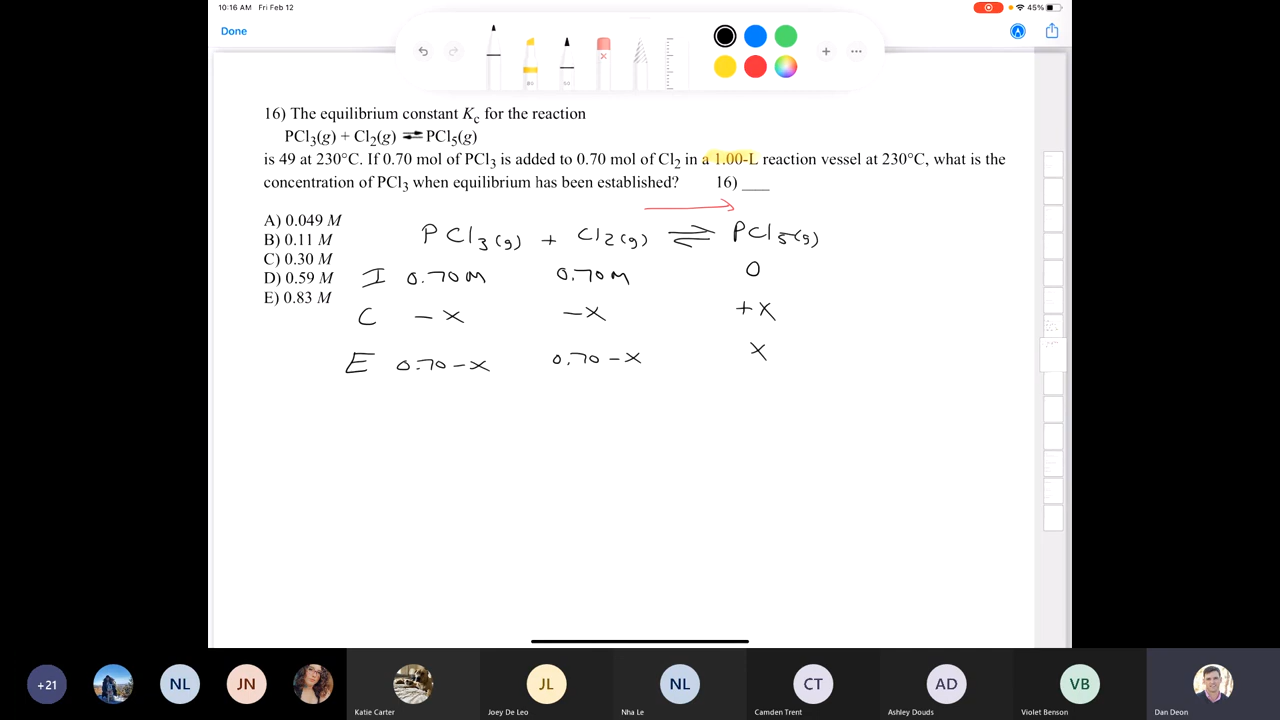 10:16 AM Fri Feb 12
45%
Done
16) The equilibrium constant Kc for the reaction
PCl3(g) + Cl2(g) ⇌ PCl5(g)
is 49 at 230°C. If 0.70 mol of PCl3 is added to 0.70 mol of Cl2 in a 1.00-L reaction vessel at 230°C, what is the
concentration of PCl3 when equilibrium has been established? 16) ___
A) 0.049 M
B) 0.11 M
C) 0.30 M
D) 0.59 M
E) 0.83 M
PCl3(g) + Cl2(g) ⇌ PCl5(g)
I 0.70M 0.70M 0
C -x -x +x
E 0.70-x 0.70-x x
+21 NL JN JL NL CT AD VB
Katie Carter Joey De Leo Nha Le Camden Trent Ashley Douds Violet Benson Dan Deon